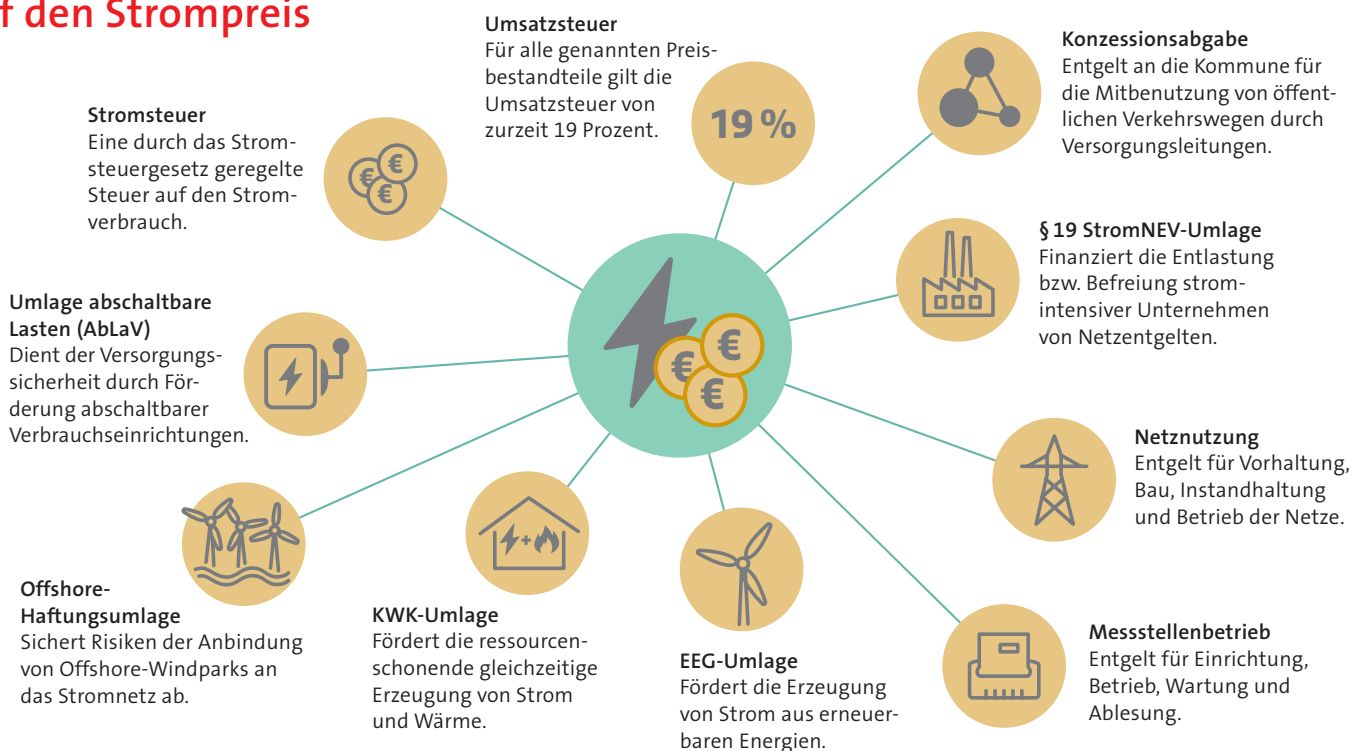 f den Strompreis
Umsatzsteuer
Für alle genannten Preis-
bestandteile gilt die
Umsatzsteuer von
zurzeit 19 Prozent.
19 %
Konzessionsabgabe
Entgelt an die Kommune für
die Mitbenutzung von öffent-
lichen Verkehrswegen durch
Versorgungsleitungen.
Stromsteuer
Eine durch das Strom-
steuergesetz geregelte
Steuer auf den Strom-
verbrauch.
€
€
€
§ 19 StromNEV-Umlage
Finanziert die Entlastung
bzw. Befreiung strom-
intensiver Unternehmen
von Netzentgelten.
Umlage abschaltbare
Lasten (AbLaV)
Dient der Versorgungs-
sicherheit durch För-
derung abschaltbarer
Verbrauchseinrichtungen.
€
€
€
Netznutzung
Entgelt für Vorhaltung,
Bau, Instandhaltung
und Betrieb der Netze.
Offshore-
Haftungsumlage
Sichert Risiken der Anbindung
von Offshore-Windparks an
das Stromnetz ab.
KWK-Umlage
Fördert die ressourcen-
schonende gleichzeitige
Erzeugung von Strom
und Wärme.
EEG-Umlage
Fördert die Erzeugung
von Strom aus erneuer-
baren Energien.
Messstellenbetrieb
Entgelt für Einrichtung,
Betrieb, Wartung und
Ablesung.